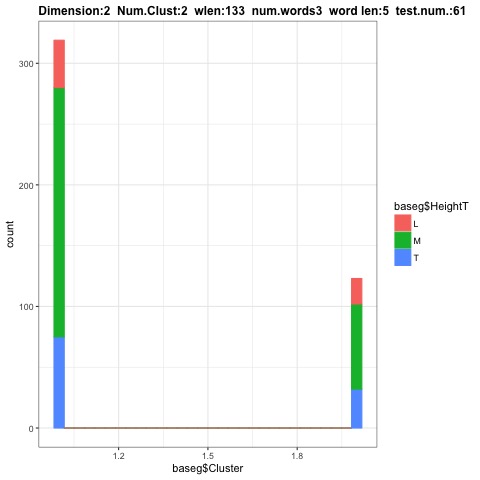 Dimension:2  Num.Clust:2  wlen:133  num.words3  word len:5  test.num.:61
300
200
100
0
count
1.2
1.5
1.8
baseg$Cluster
baseg$HeightT
L
M
T